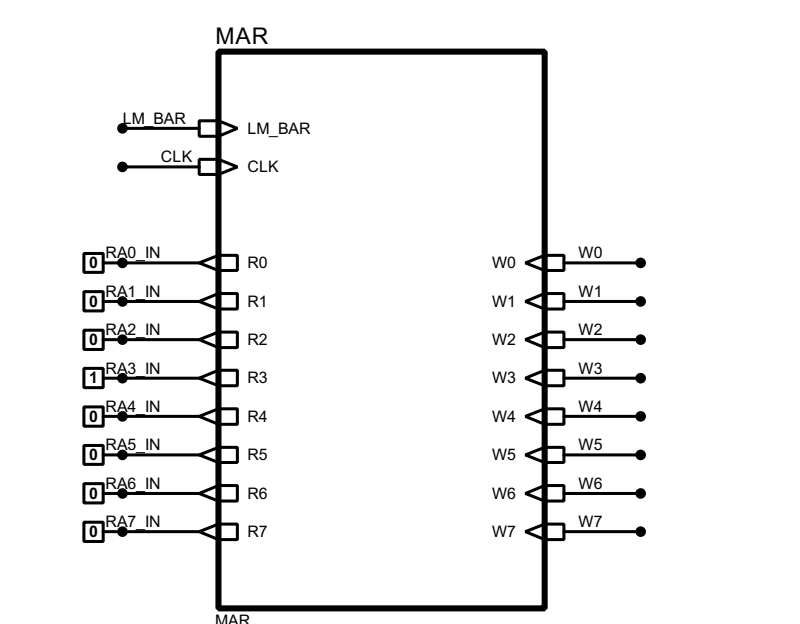 MAR
LM_BAR LM_BAR
CLK CLK
0 RA0_IN R0 W0 W0
0 RA1_IN R1 W1 W1
0 RA2_IN R2 W2 W2
1 RA3_IN R3 W3 W3
0 RA4_IN R4 W4 W4
0 RA5_IN R5 W5 W5
0 RA6_IN R6 W6 W6
0 RA7_IN R7 W7 W7
MAR